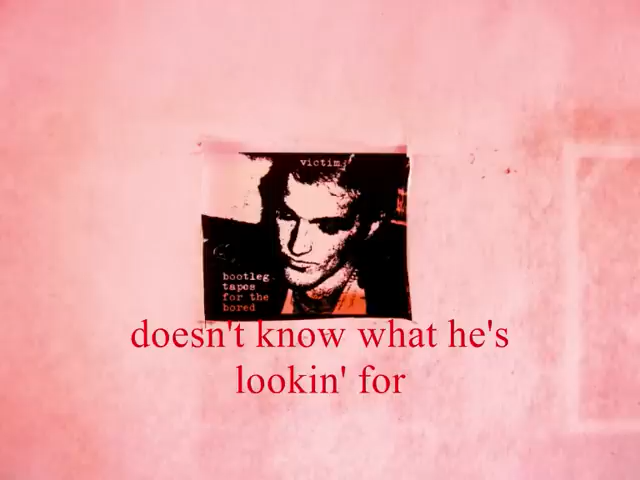 victim
bootleg
tapes
for the
bored
doesn't know what he's
lookin' for